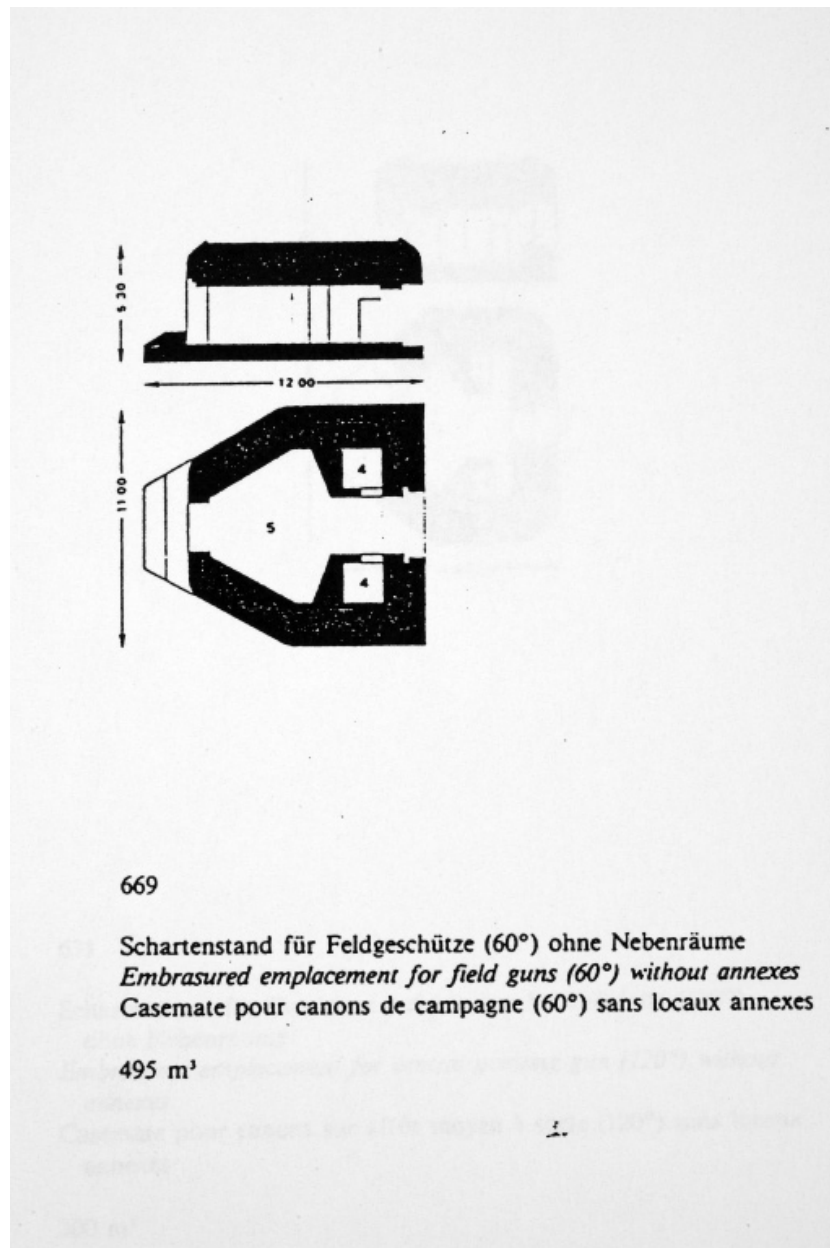 5 30
12 00
11 00
4
5
4
669
Schartenstand für Feldgeschütze (60°) ohne Nebenräume
Embrasured emplacement for field guns (60°) without annexes
Casemate pour canons de campagne (60°) sans locaux annexes
495 m³